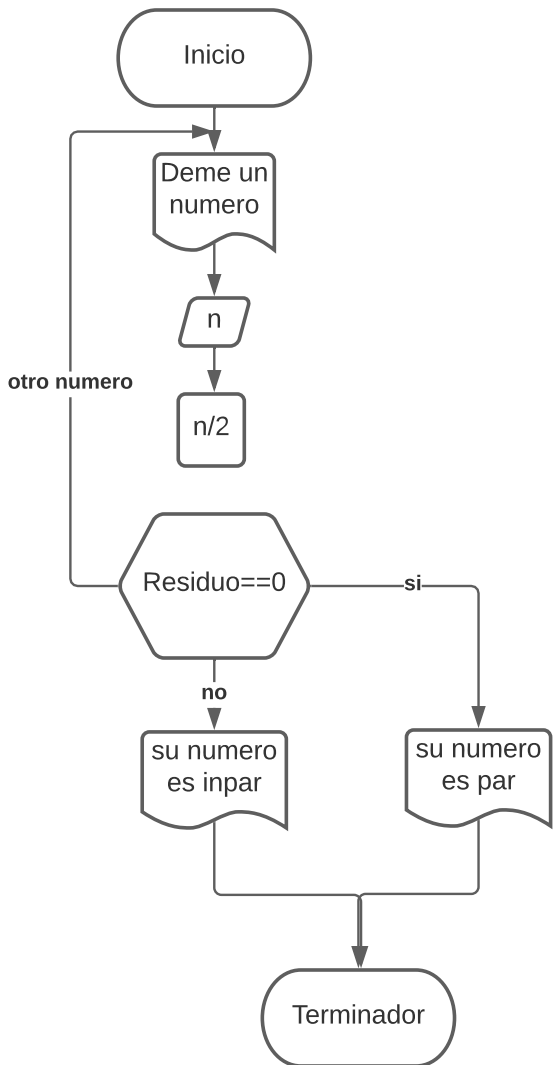 Inicio
Deme un
numero
n
otro numero
n/2
Residuo==0
si
no
su numero
es inpar
su numero
es par
Terminador